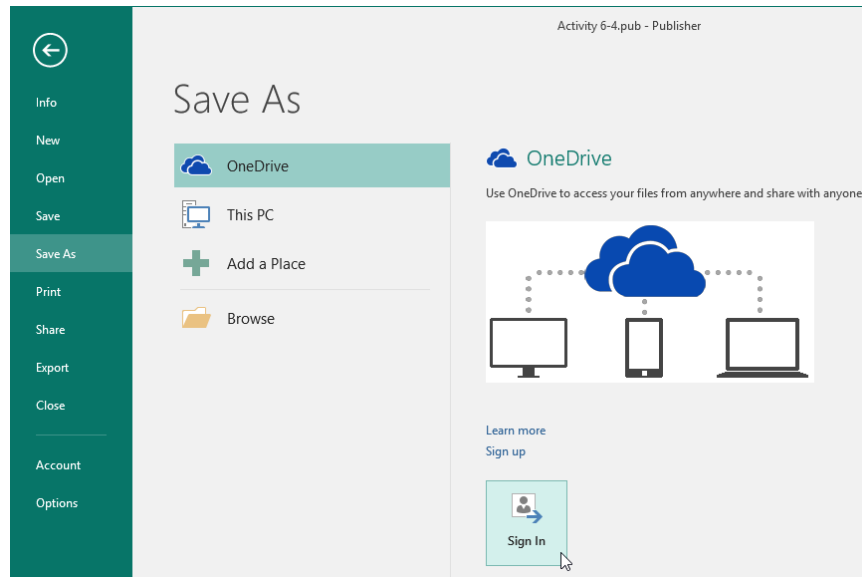 Activity 6-4.pub - Publisher
Info
New
Open
Save
Save As
Print
Share
Export
Close
Account
Options
Save As
OneDrive
This PC
Add a Place
Browse
OneDrive
Use OneDrive to access your files from anywhere and share with anyone
Learn more
Sign up
Sign In